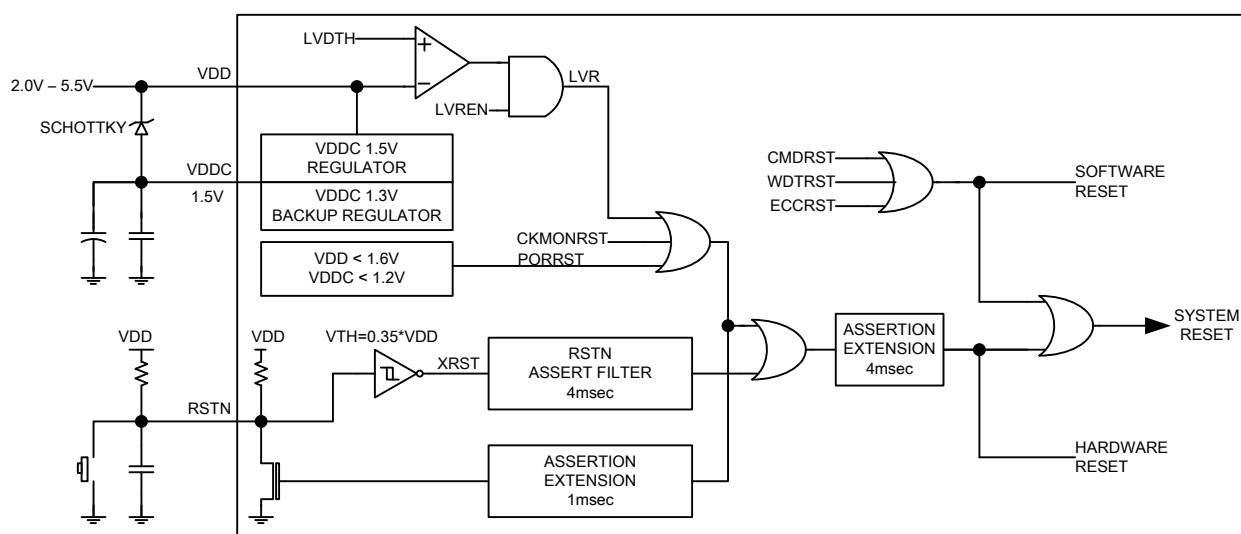 LVDTH
+
−
2.0V – 5.5V
VDD
LVR
LVREN
SCHOTTKY
VDDC 1.5V
REGULATOR
VDDC
1.5V
VDDC 1.3V
BACKUP REGULATOR
CMDRST
WDTRST
ECCRST
SOFTWARE
RESET
CKMONRST
PORRST
VDD < 1.6V
VDDC < 1.2V
VDD
VDD
VTH=0.35*VDD
XRST
RSTN
ASSERT FILTER
4msec
ASSERTION
EXTENSION
4msec
SYSTEM
RESET
RSTN
ASSERTION
EXTENSION
1msec
HARDWARE
RESET